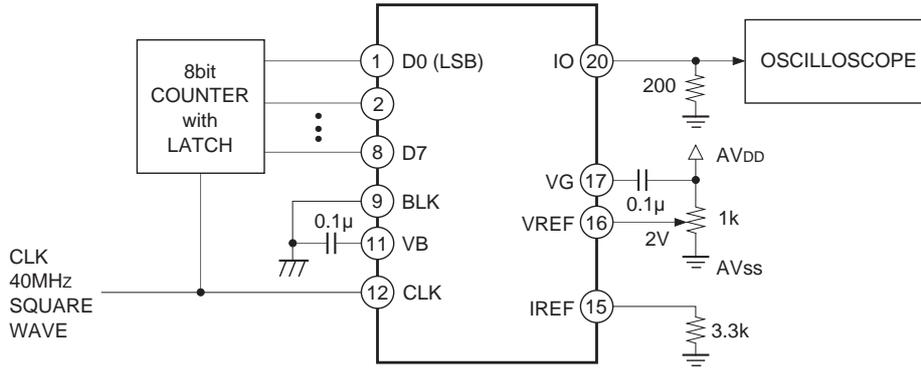 8bit
COUNTER
with
LATCH
CLK
40MHz
SQUARE
WAVE
0.1µ
1 D0 (LSB)
2
8 D7
9 BLK
11 VB
12 CLK
IO 20
VG 17
VREF 16
IREF 15
200
OSCILLOSCOPE
AVDD
0.1µ
1k
2V
AVss
3.3k